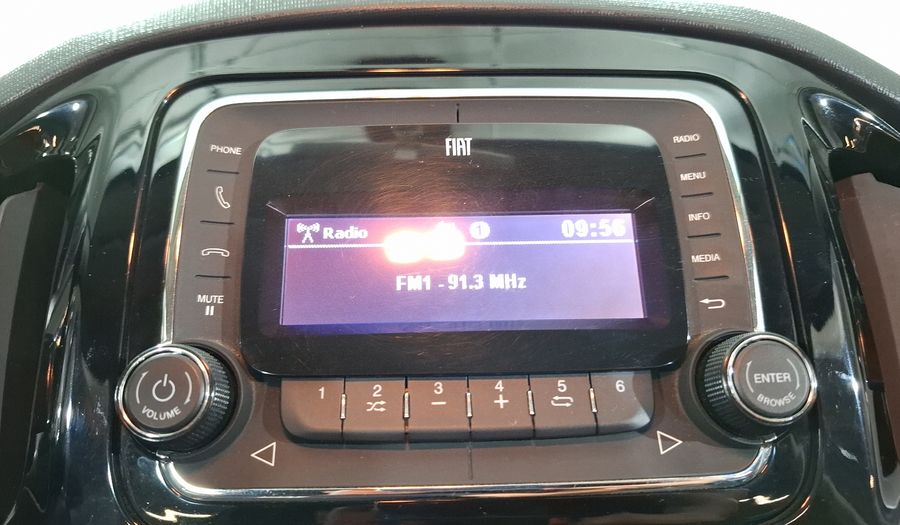 FIAT
PHONE
MUTE
Radio 1 09:56
FM1 - 91.3 MHz
RADIO
MENU
INFO
MEDIA
1 2 3 4 5 6
VOLUME
ENTER
BROWSE